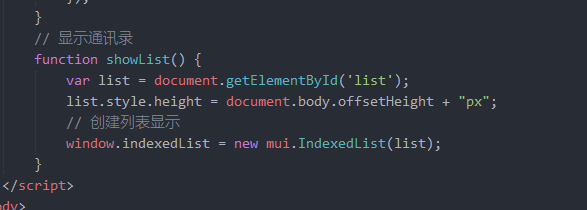 });
}
// 显示通讯录
function showList() {
var list = document.getElementById('list');
list.style.height = document.body.offsetHeight + "px";
// 创建列表显示
window.indexedList = new mui.IndexedList(list);
}
</script>
body>